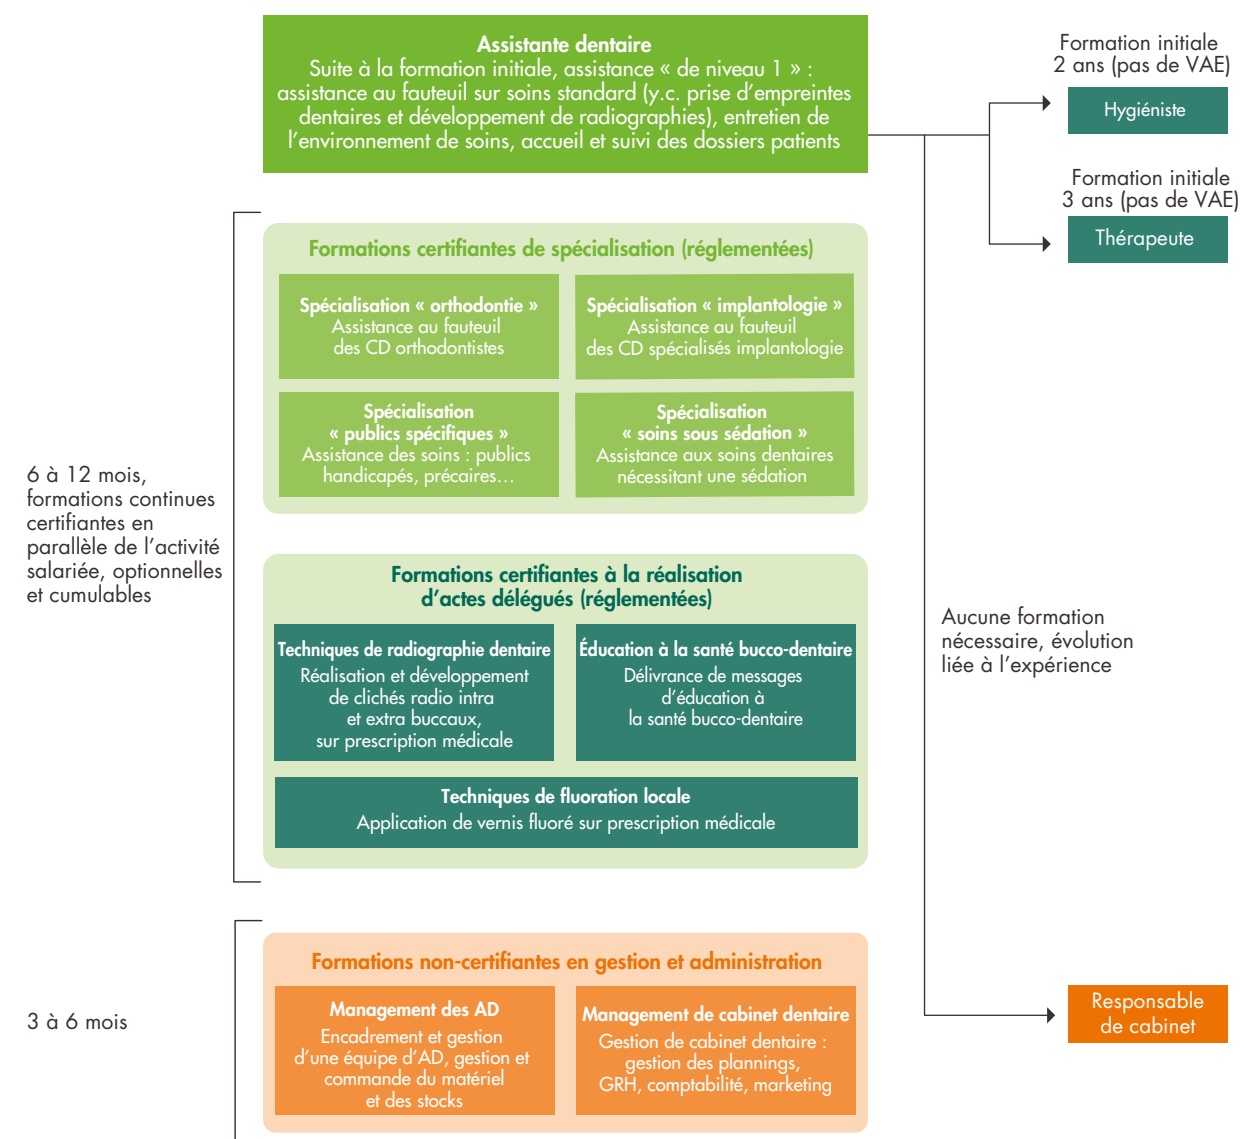 Assistante dentaire
Suite à la formation initiale, assistance « de niveau 1 » :
assistance au fauteuil sur soins standard (y.c. prise d’empreintes
dentaires et développement de radiographies), entretien de
l’environnement de soins, accueil et suivi des dossiers patients
Formation initiale
2 ans (pas de VAE)
Hygiéniste
Formation initiale
3 ans (pas de VAE)
Thérapeute
6 à 12 mois,
formations continues
certifiantes en
parallèle de l’activité
salariée, optionnelles
et cumulables
Formations certifiantes de spécialisation (réglementées)
Spécialisation « orthodontie »
Assistance au fauteuil
des CD orthodontistes
Spécialisation « implantologie »
Assistance au fauteuil
des CD spécialisés implantologie
Spécialisation
« publics spécifiques »
Assistance des soins : publics
handicapés, précaires…
Spécialisation
« soins sous sédation »
Assistance aux soins dentaires
nécessitant une sédation
Formations certifiantes à la réalisation
d’actes délégués (réglementées)
Techniques de radiographie dentaire
Réalisation et développement
de clichés radio intra
et extra buccaux,
sur prescription médicale
Éducation à la santé bucco-dentaire
Délivrance de messages
d’éducation à
la santé bucco-dentaire
Techniques de fluoration locale
Application de vernis fluoré sur prescription médicale
Aucune formation
nécessaire, évolution
liée à l’expérience
3 à 6 mois
Formations non-certifiantes en gestion et administration
Management des AD
Encadrement et gestion
d’une équipe d’AD, gestion et
commande du matériel
et des stocks
Management de cabinet dentaire
Gestion de cabinet dentaire :
gestion des plannings,
GRH, comptabilité, marketing
Responsable
de cabinet